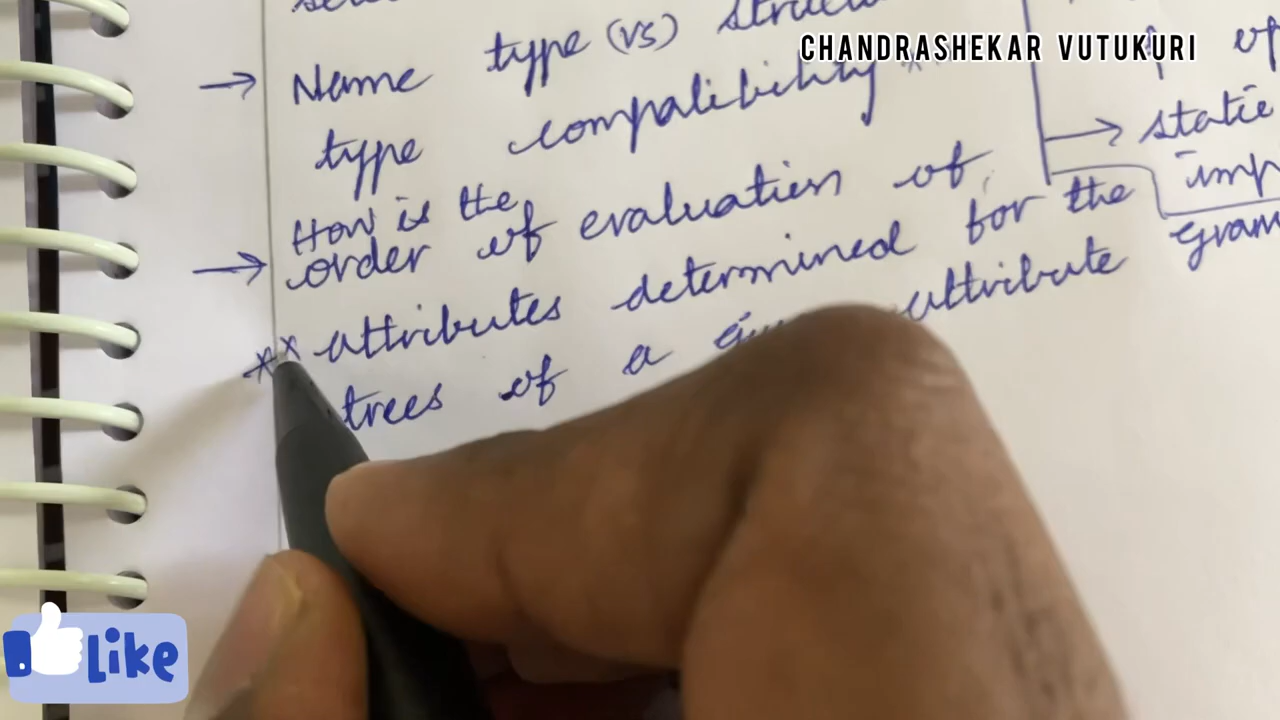 CHANDRASHEKAR VUTUKURI
→ Name type (vs)
type compatibility *
How is the
→ order of evaluation of
** attributes determined for the
trees of a attribute
→ static
Like